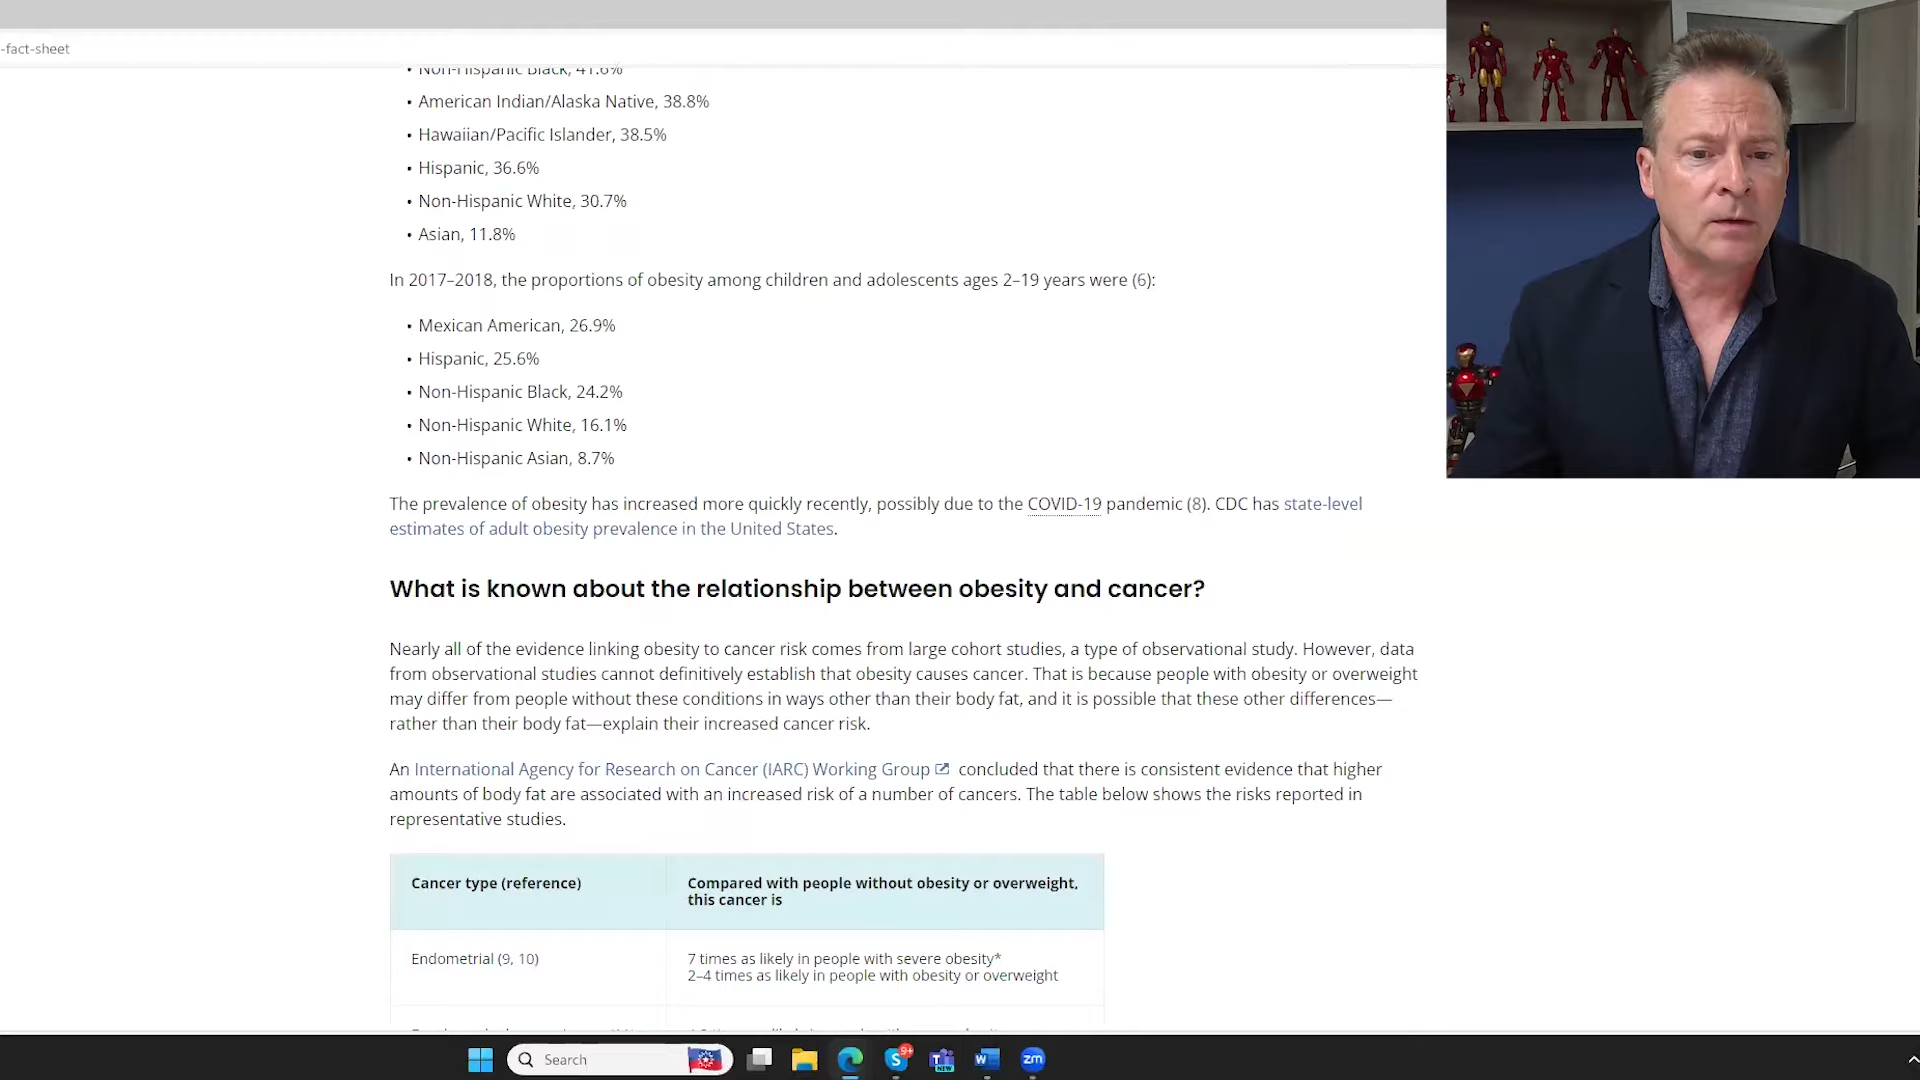 -fact-sheet
• Non-Hispanic Black, 41.6%
• American Indian/Alaska Native, 38.8%
• Hawaiian/Pacific Islander, 38.5%
• Hispanic, 36.6%
• Non-Hispanic White, 30.7%
• Asian, 11.8%
In 2017–2018, the proportions of obesity among children and adolescents ages 2–19 years were (6):
• Mexican American, 26.9%
• Hispanic, 25.6%
• Non-Hispanic Black, 24.2%
• Non-Hispanic White, 16.1%
• Non-Hispanic Asian, 8.7%
The prevalence of obesity has increased more quickly recently, possibly due to the COVID-19 pandemic (8). CDC has state-level
estimates of adult obesity prevalence in the United States.
What is known about the relationship between obesity and cancer?
Nearly all of the evidence linking obesity to cancer risk comes from large cohort studies, a type of observational study. However, data
from observational studies cannot definitively establish that obesity causes cancer. That is because people with obesity or overweight
may differ from people without these conditions in ways other than their body fat, and it is possible that these other differences—
rather than their body fat—explain their increased cancer risk.
An International Agency for Research on Cancer (IARC) Working Group concluded that there is consistent evidence that higher
amounts of body fat are associated with an increased risk of a number of cancers. The table below shows the risks reported in
representative studies.
Cancer type (reference)
Compared with people without obesity or overweight,
this cancer is
Endometrial (9, 10)
7 times as likely in people with severe obesity*
2–4 times as likely in people with obesity or overweight
Search
S
9+
T
NEW
W
zm